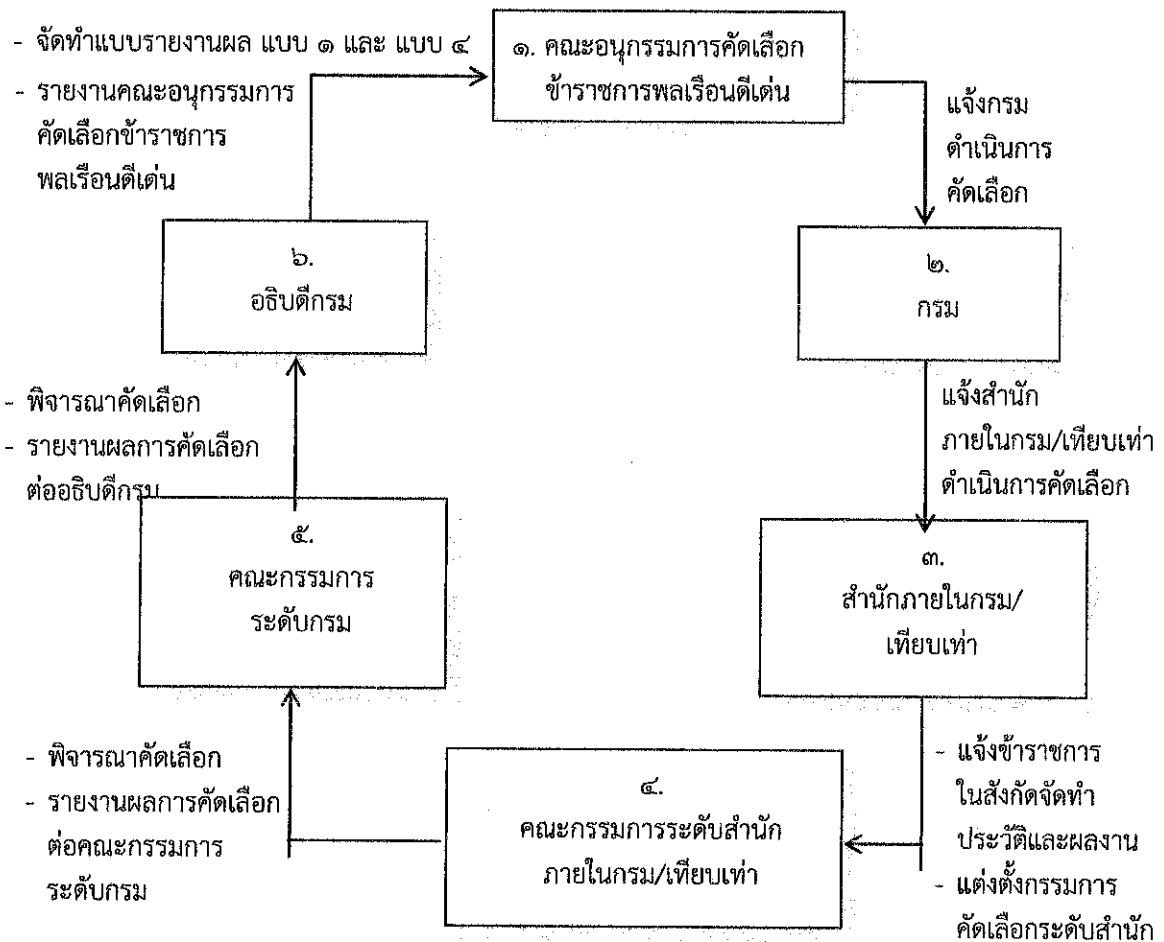 - จัดทำแบบรายงานผล แบบ ๑ และ แบบ ๔
- รายงานคณะอนุกรรมการ
คัดเลือกข้าราชการ
พลเรือนดีเด่น
๑. คณะอนุกรรมการคัดเลือก
ข้าราชการพลเรือนดีเด่น
แจ้งกรม
ดำเนินการ
คัดเลือก
๒.
กรม
แจ้งสำนัก
ภายในกรม/เทียบเท่า
ดำเนินการคัดเลือก
๓.
สำนักภายในกรม/
เทียบเท่า
- แจ้งข้าราชการ
ในสังกัดจัดทำ
ประวัติและผลงาน
- แต่งตั้งกรรมการ
คัดเลือกระดับสำนัก
๔.
คณะกรรมการระดับสำนัก
ภายในกรม/เทียบเท่า
- พิจารณาคัดเลือก
- รายงานผลการคัดเลือก
ต่อคณะกรรมการ
ระดับกรม
๕.
คณะกรรมการ
ระดับกรม
- พิจารณาคัดเลือก
- รายงานผลการคัดเลือก
ต่ออธิบดีกรม
๖.
อธิบดีกรม